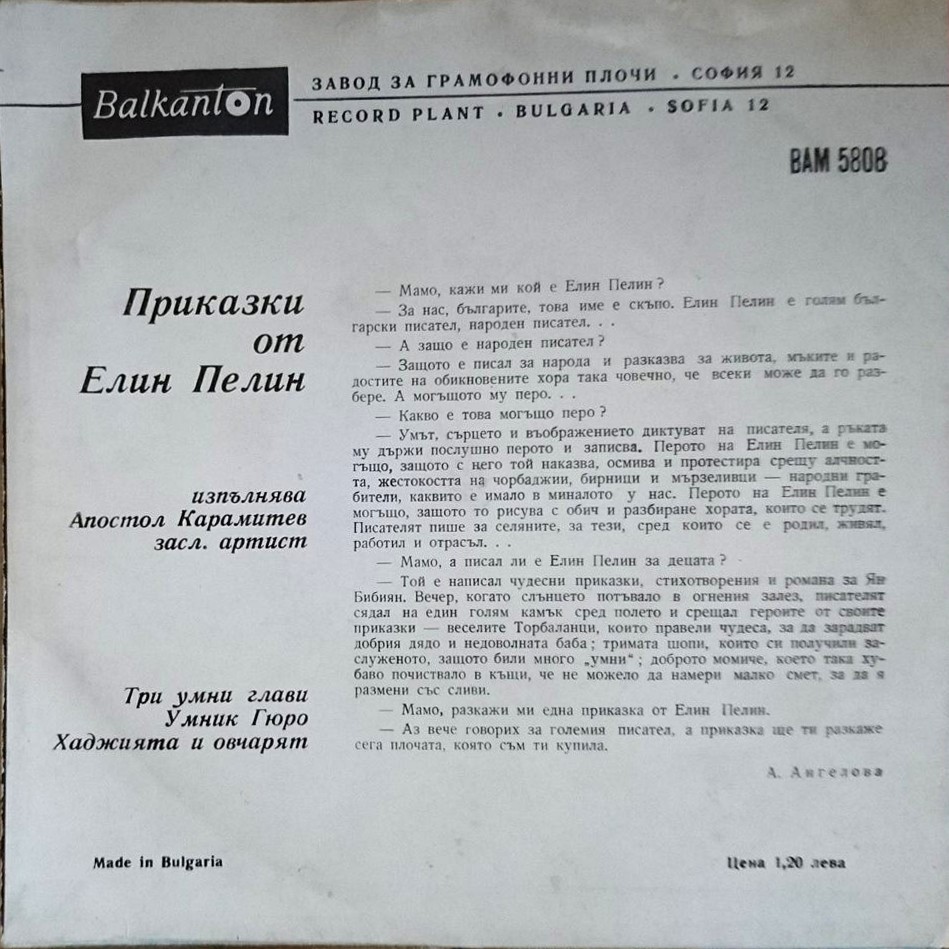 Balkanton
ЗАВОД ЗА ГРАМОФОННИ ПЛОЧИ • СОФИЯ 12
RECORD PLANT • BULGARIA • SOFIA 12
ВАМ 5808
Приказки
от
Елин Пелин
изпълнява
Апостол Карамитев
засл. артист
Три умни глави
Умник Гюро
Хаджията и овчарят
— Мамо, кажи ми кой е Елин Пелин?
— За нас, българите, това име е скъпо. Елин Пелин е голям бъл-
гарски писател, народен писател. . .
— А защо е народен писател?
— Защото е писал за народа и разказва за живота, мъките и ра-
достите на обикновените хора така човечно, че всеки може да го раз-
бере. А могъщото му перо. . .
— Какво е това могъщо перо?
— Умът, сърцето и въображението диктуват на писателя, а ръката
му държи послушно перото и записва. Перото на Елин Пелин е мо-
гъщо, защото с него той наказва, осмива и протестира срещу алчност-
та, жестокостта на чорбаджии, бирници и мързеливци — народни гра-
бители, каквито е имало в миналото у нас. Перото на Елин Пелин е
могъщо, защото то рисува с обич и разбиране хората, които се трудят.
Писателят пише за селяните, за тези, сред които се е родил, живял,
работил и отрасъл. . .
— Мамо, а писал ли е Елин Пелин за децата?
— Той е написал чудесни приказки, стихотворения и романа за Ян
Бибиян. Вечер, когато слънцето потъвало в огнения залез, писателят
сядал на един голям камък сред полето и срещал героите от своите
приказки — веселите Торбаланци, които правели чудеса, за да зарадват
добрия дядо и недоволната баба; тримата шопи, които си получили за-
служеното, защото били много „умни“; доброто момиче, което така ху-
баво почиствало в къщи, че не можело да намери малко смет, за да я
размени със сливи.
— Мамо, разкажи ми една приказка от Елин Пелин.
— Аз вече говорих за големия писател, а приказка ще ти разкаже
сега плочата, която съм ти купила.
А. Ангелова
Made in Bulgaria
Цена 1,20 лева